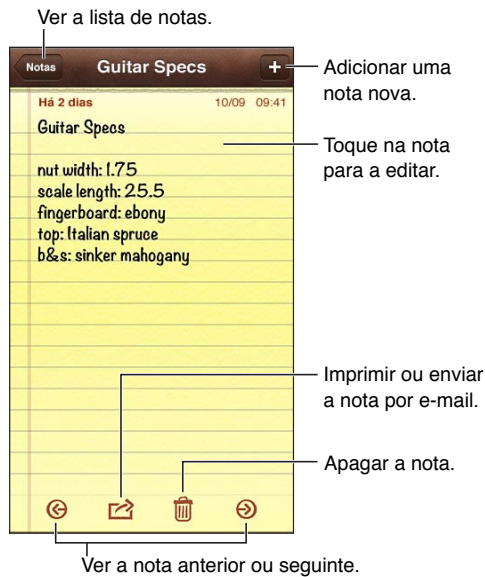 Ver a lista de notas.
Notas
Guitar Specs
+
Adicionar uma
nota nova.
Há 2 dias
10/09 09:41
Guitar Specs
Toque na nota
para a editar.
nut width: 1.75
scale length: 25.5
fingerboard: ebony
top: Italian spruce
b&s: sinker mahogany
Imprimir ou enviar
a nota por e-mail.
Apagar a nota.
Ver a nota anterior ou seguinte.